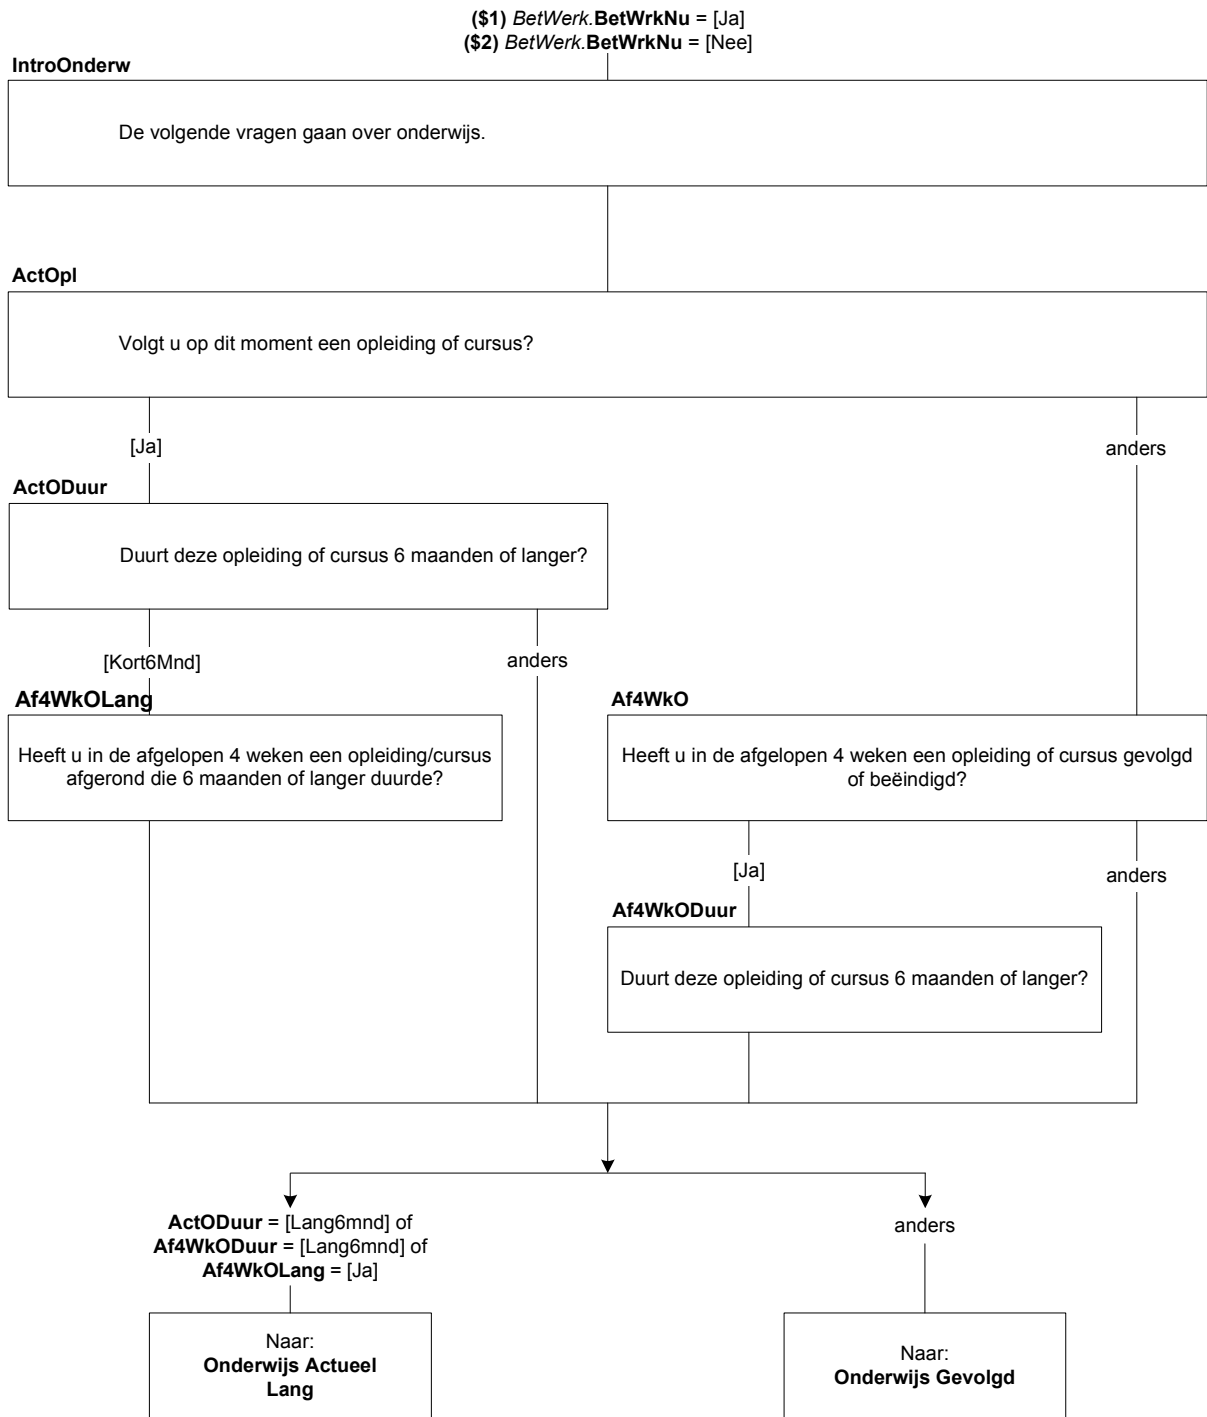 ($1) BetWerk.BetWrkNu = [Ja]
($2) BetWerk.BetWrkNu = [Nee]
IntroOnderw
De volgende vragen gaan over onderwijs.
ActOpl
Volgt u op dit moment een opleiding of cursus?
[Ja]
anders
ActODuur
Duurt deze opleiding of cursus 6 maanden of langer?
[Kort6Mnd]
anders
Af4WkOLang
Heeft u in de afgelopen 4 weken een opleiding/cursus
afgerond die 6 maanden of langer duurde?
Af4WkO
Heeft u in de afgelopen 4 weken een opleiding of cursus gevolgd
of beëindigd?
[Ja]
anders
Af4WkODuur
Duurt deze opleiding of cursus 6 maanden of langer?
ActODuur = [Lang6mnd] of
Af4WkODuur = [Lang6mnd] of
Af4WkOLang = [Ja]
anders
Naar:
Onderwijs Actueel
Lang
Naar:
Onderwijs Gevolgd